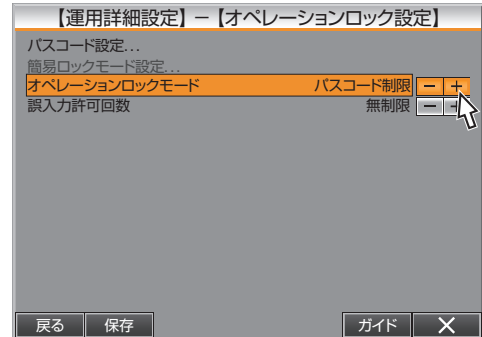 【運用詳細設定】－【オペレーションロック設定】
パスコード設定...
簡易ロックモード設定...
オペレーションロックモード パスコード制限 － ＋
誤入力許可回数 無制限 － ＋
戻る 保存 ガイド ×